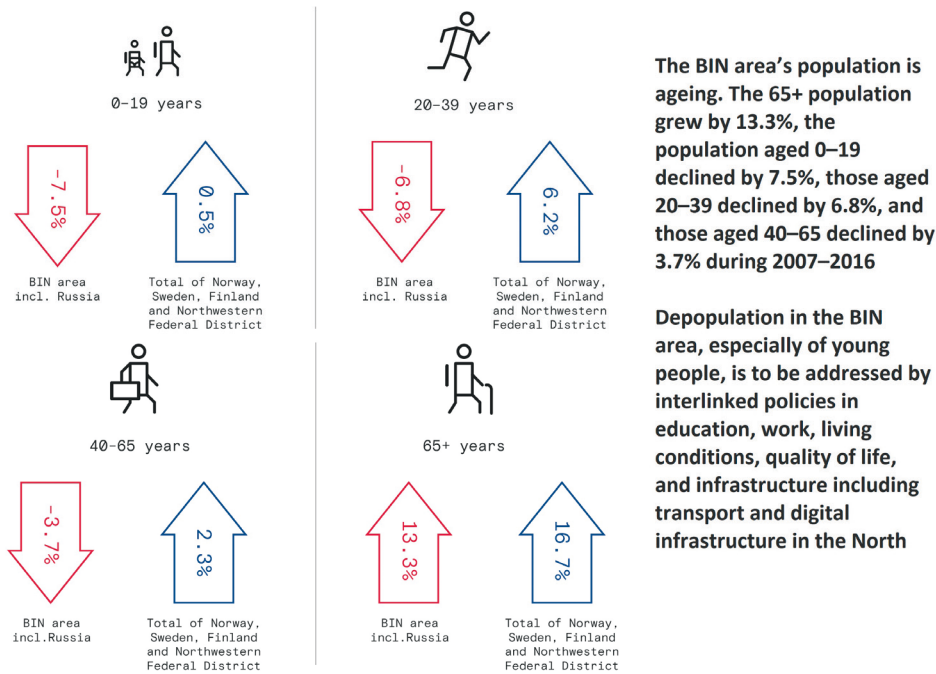 0–19 years
-7.5%
0.5%
BIN area
incl. Russia
Total of Norway,
Sweden, Finland
and Northwestern
Federal District
20–39 years
-6.8%
6.2%
BIN area
incl. Russia
Total of Norway,
Sweden, Finland
and Northwestern
Federal District
40–65 years
-3.7%
2.3%
BIN area
incl.Russia
Total of Norway,
Sweden, Finland
and Northwestern
Federal District
65+ years
13.3%
16.7%
BIN area
incl.Russia
Total of Norway,
Sweden, Finland
and Northwestern
Federal District
The BIN area’s population is
ageing. The 65+ population
grew by 13.3%, the
population aged 0–19
declined by 7.5%, those aged
20–39 declined by 6.8%, and
those aged 40–65 declined by
3.7% during 2007–2016
Depopulation in the BIN
area, especially of young
people, is to be addressed by
interlinked policies in
education, work, living
conditions, quality of life,
and infrastructure including
transport and digital
infrastructure in the North